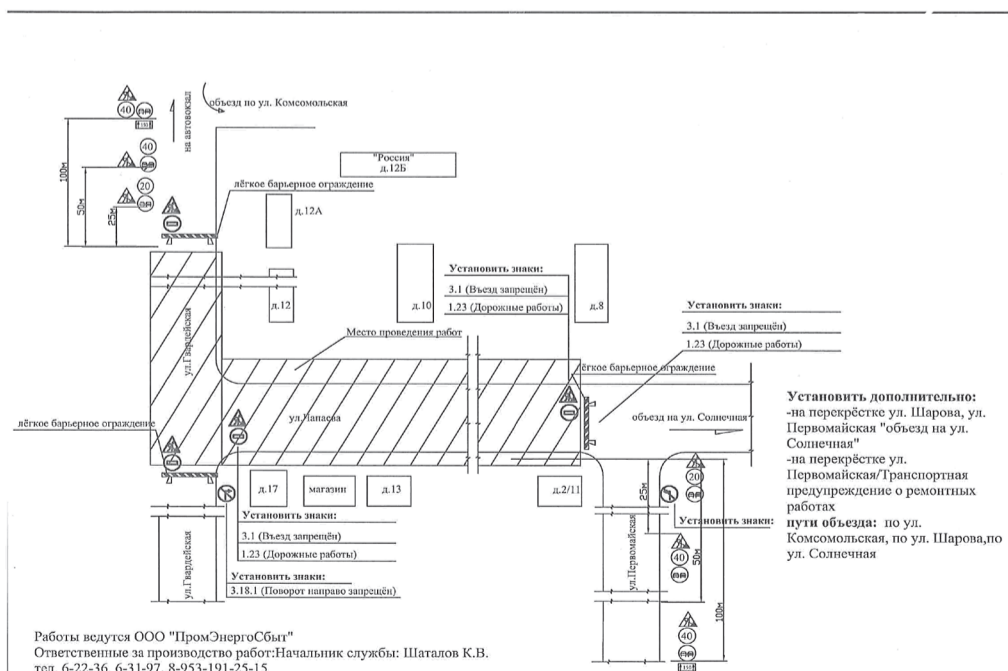 объезд по ул. Комсомольская
на автовокзал
40
40
20
100м
50м
25м
"Россия"
д.12Б
лёгкое барьерное ограждение
д.12А
д.12
д.10
д.8
Установить знаки:
3.1 (Въезд запрещён)
1.23 (Дорожные работы)
Установить знаки:
3.1 (Въезд запрещён)
1.23 (Дорожные работы)
ул.Гвардейская
Место проведения работ
лёгкое барьерное ограждение
ул.Чапаева
объезд на ул. Солнечная
лёгкое барьерное ограждение
д.17
магазин
д.13
д.2/11
Установить знаки:
3.1 (Въезд запрещён)
1.23 (Дорожные работы)
Установить знаки:
3.18.1 (Поворот направо запрещён)
ул.Гвардейская
ул.Первомайская
Установить знаки:
20
40
40
25м
50м
100м
Установить дополнительно:
-на перекрёстке ул. Шарова, ул.
Первомайская "объезд на ул.
Солнечная"
-на перекрёстке ул.
Первомайская/Транспортная
предупреждение о ремонтных
работах
пути объезда: по ул.
Комсомольская, по ул. Шарова,по
ул. Солнечная
Работы ведутся ООО "ПромЭнергоСбыт"
Ответственные за производство работ:Начальник службы: Шаталов К.В.
тел. 6-22-36, 6-31-97, 8-953-191-25-15